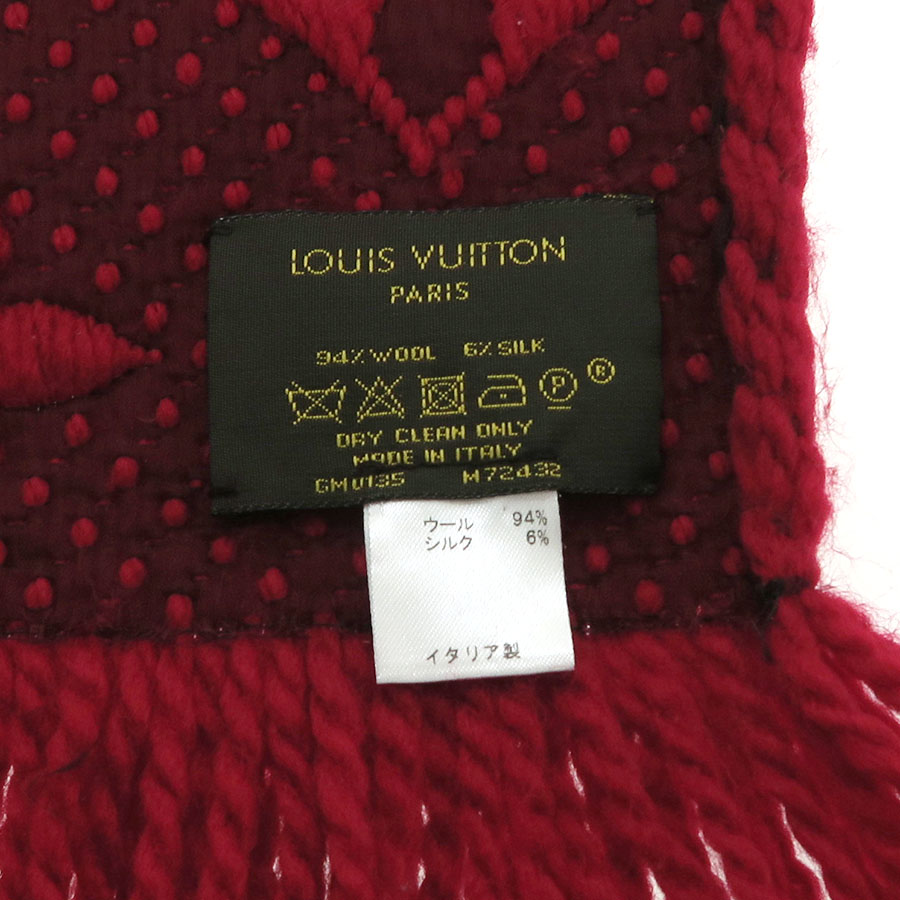 LOUIS VUITTON
PARIS
94% WOOL 6% SILK
P ®
DRY CLEAN ONLY
MADE IN ITALY
GM0135 M72432
ウール 94%
シルク 6%
イタリア製